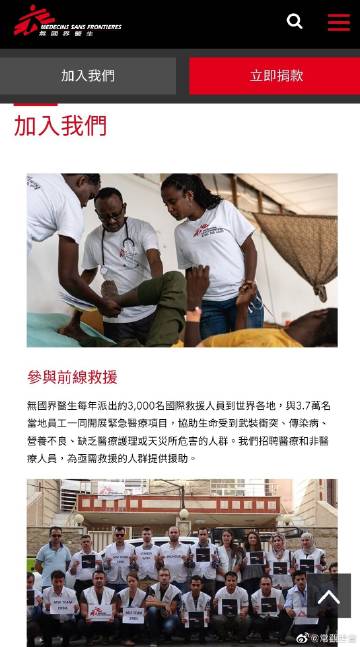 MEDECINS SANS FRONTIERES
無國界醫生
加入我們
立即捐款
加入我們
參與前線救援
無國界醫生每年派出約3,000名國際救援人員到世界各地，與3.7萬名
當地員工一同開展緊急醫療項目，協助生命受到武裝衝突、傳染病、
營養不良、缺乏醫療護理或天災所危害的人群。我們招聘醫療和非醫
療人員，為亟需救援的人群提供援助。